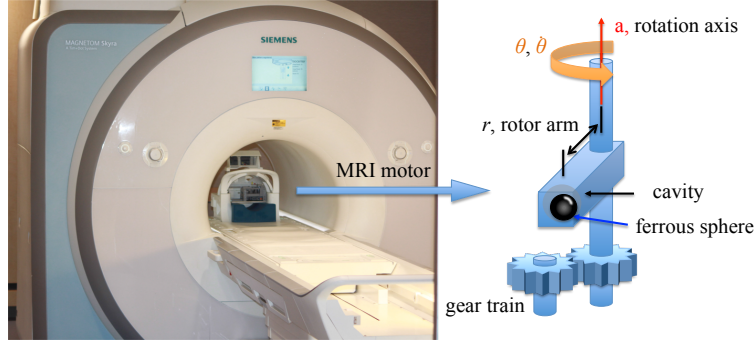 MAGNETOM Skyra
SIEMENS
MRI motor
θ, θ̇
a, rotation axis
r, rotor arm
cavity
ferrous sphere
gear train